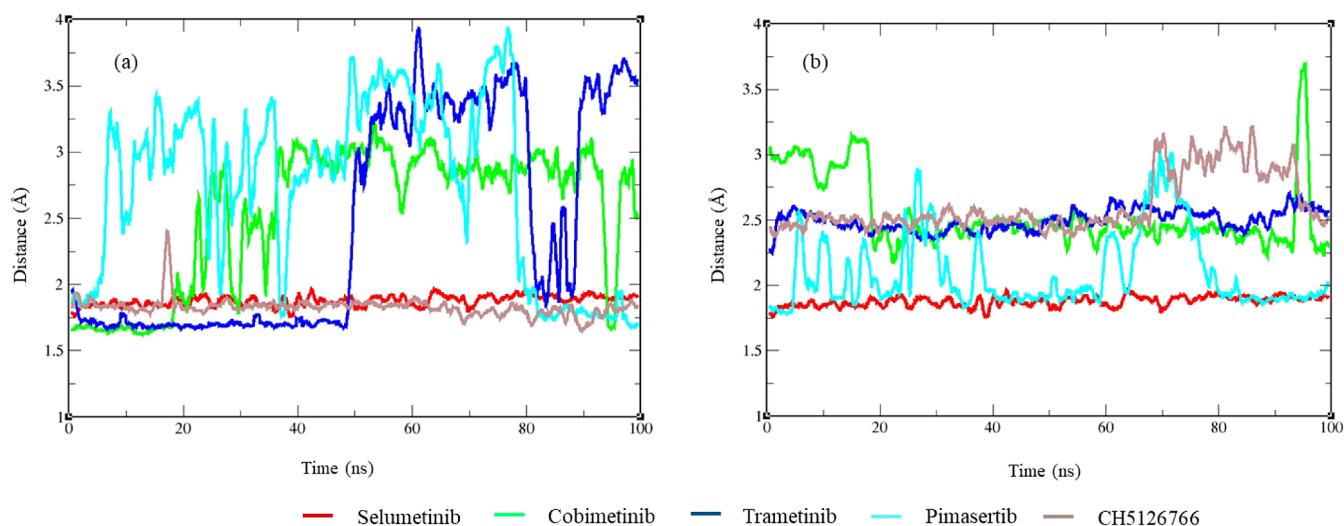 (a)
4
3.5
3
2.5
2
1.5
1
Distance (Å)
0 20 40 60 80 100
Time (ns)
(b)
4
3.5
3
2.5
2
1.5
1
Distance (Å)
0 20 40 60 80 100
Time (ns)
Selumetinib Cobimetinib Trametinib Pimasertib CH5126766